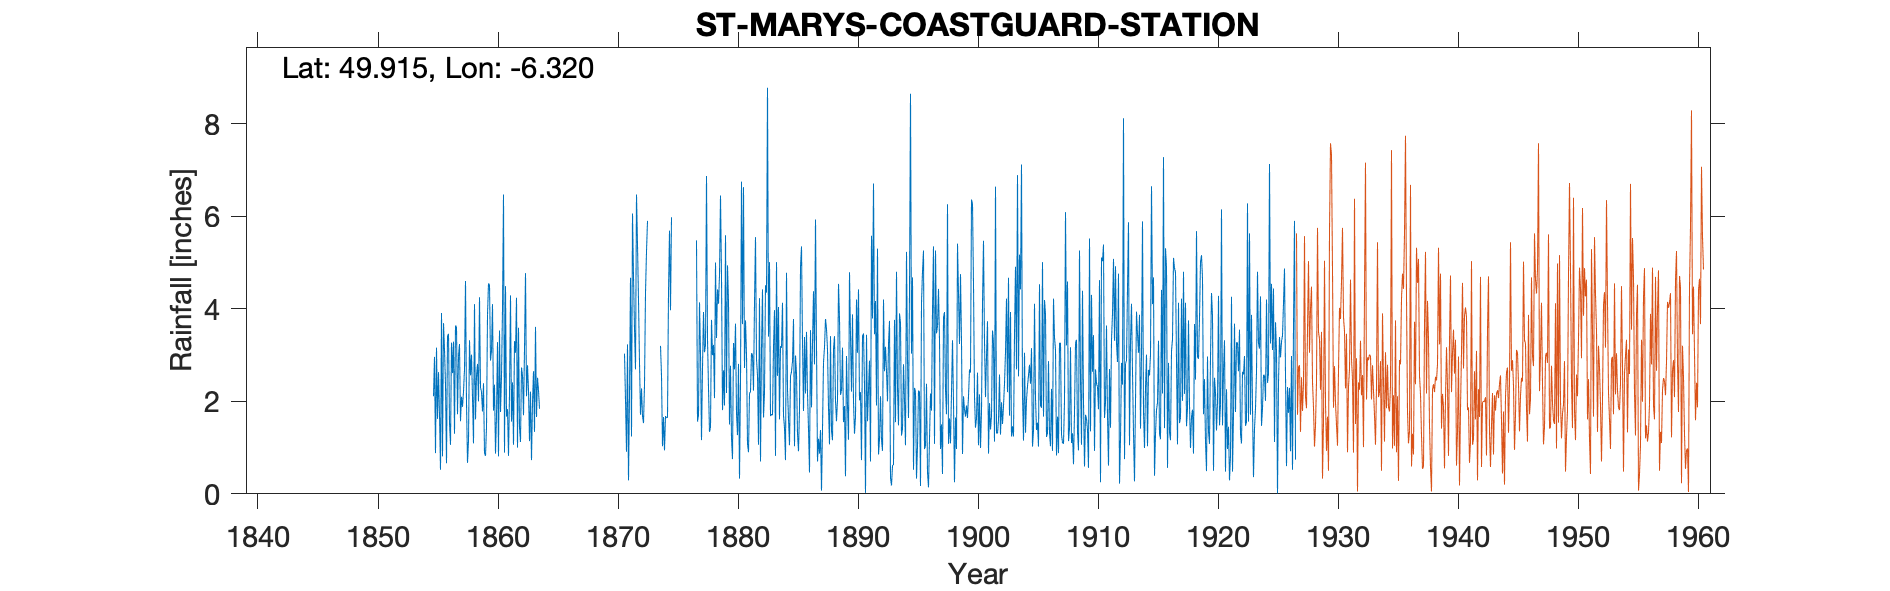 ST-MARYS-COASTGUARD-STATION
Lat: 49.915, Lon: -6.320
Rainfall [inches]
8
6
4
2
0
1840 1850 1860 1870 1880 1890 1900 1910 1920 1930 1940 1950 1960
Year